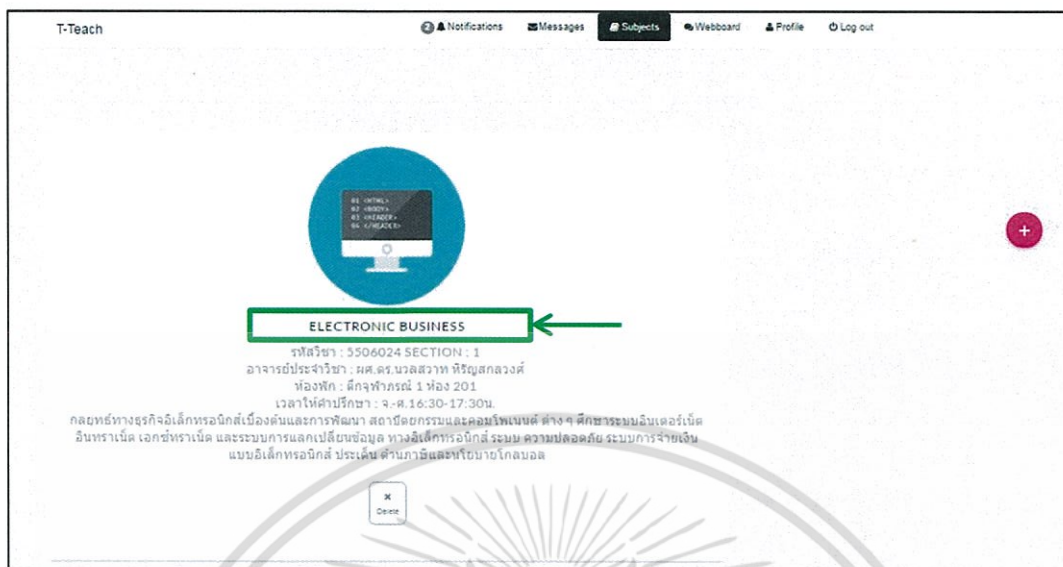 T-Teach
2 Notifications Messages Subjects Webboard Profile Log out
01 <HTML>
02 <BODY>
03 <HEADER>
04 </HEADER>
+
ELECTRONIC BUSINESS
รหัสวิชา : 5506024 SECTION : 1
อาจารย์ประจำวิชา : ผศ.ดร.นวลสวาท หิรัญสกลวงศ์
ห้องพัก : ตึกจุฬาภรณ์ 1 ห้อง 201
เวลาให้คำปรึกษา : จ.-ศ.16:30-17:30น.
กลยุทธ์ทางธุรกิจอิเล็กทรอนิกส์เบื้องต้นและการพัฒนา สถาปัตยกรรมและคอมโพเนนต์ ต่าง ๆ ศึกษาระบบอินเตอร์เน็ต
อินทราเน็ต เอกซ์ทราเน็ต และระบบการแลกเปลี่ยนข้อมูล ทางอิเล็กทรอนิกส์ ระบบ ความปลอดภัย ระบบการจ่ายเงิน
แบบอิเล็กทรอนิกส์ ประเด็น ด้านภาษีและนโยบายโกลบอล
× Delete